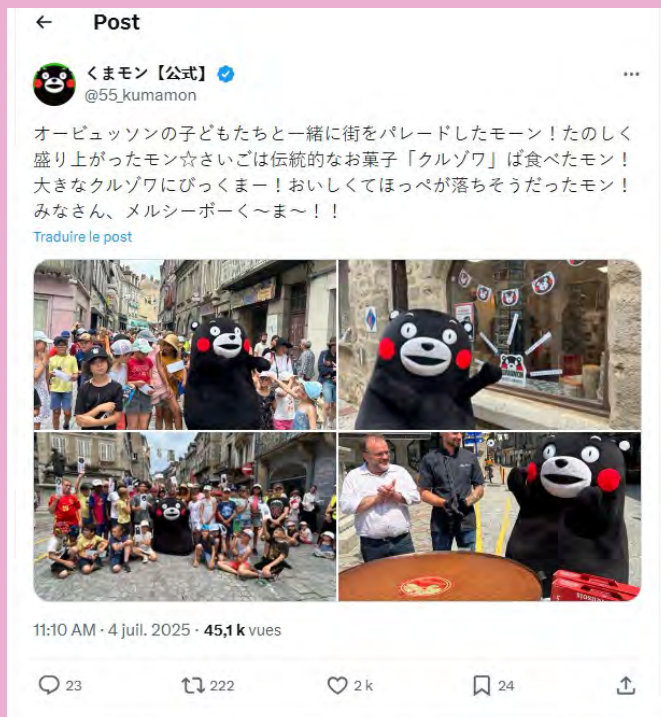 Post
くまモン【公式】
@55_kumamon
オービュッソンの子どもたちと一緒に街をパレードしたモーン！たのしく
盛り上がったモン☆さいごは伝統的なお菓子「クルゾワ」ば食べたモン！
大きなクルゾワにびっくまー！おいしくてほっぺが落ちそうだったモン！
みなさん、メルシーボーく～ま～！！
Traduire le post
11:10 AM · 4 juil. 2025 · 45,1 k vues
23
222
2 k
24